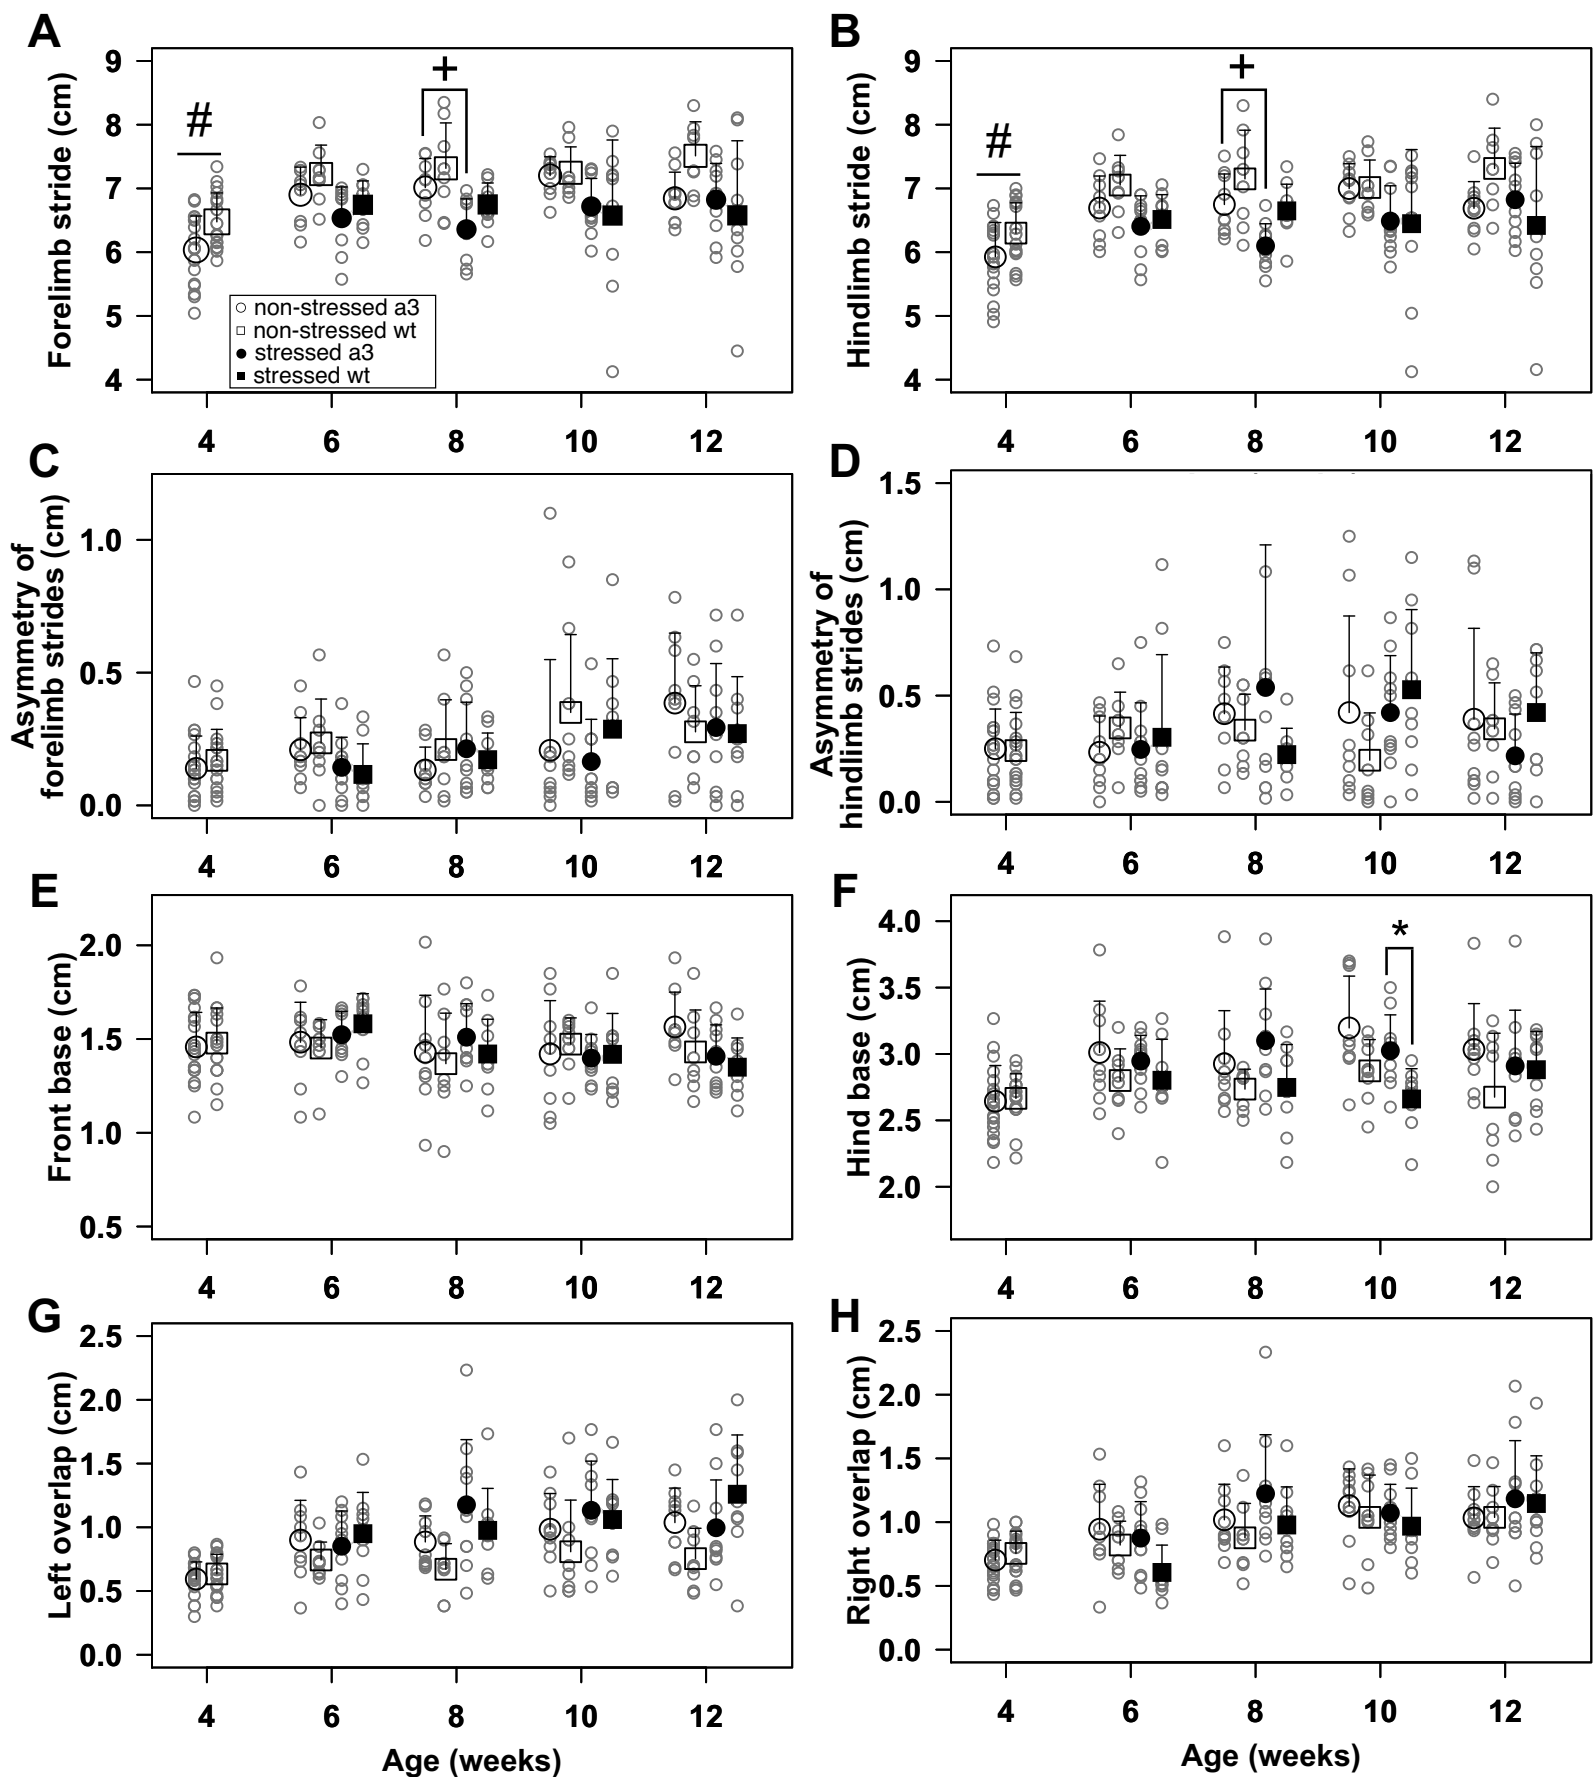 A
B
Forelimb stride (cm)
9
8
7
6
5
4
#
+
non-stressed a3
non-stressed wt
stressed a3
stressed wt
4 6 8 10 12
Hindlimb stride (cm)
9
8
7
6
5
4
#
+
4 6 8 10 12
C
D
Asymmetry of
forelimb strides (cm)
1.0
0.5
0.0
4 6 8 10 12
Asymmetry of
hindlimb strides (cm)
1.5
1.0
0.5
0.0
4 6 8 10 12
E
F
Front base (cm)
2.0
1.5
1.0
0.5
4 6 8 10 12
Hind base (cm)
4.0
3.5
3.0
2.5
2.0
*
4 6 8 10 12
G
H
Left overlap (cm)
2.5
2.0
1.5
1.0
0.5
0.0
4 6 8 10 12
Age (weeks)
Right overlap (cm)
2.5
2.0
1.5
1.0
0.5
0.0
4 6 8 10 12
Age (weeks)